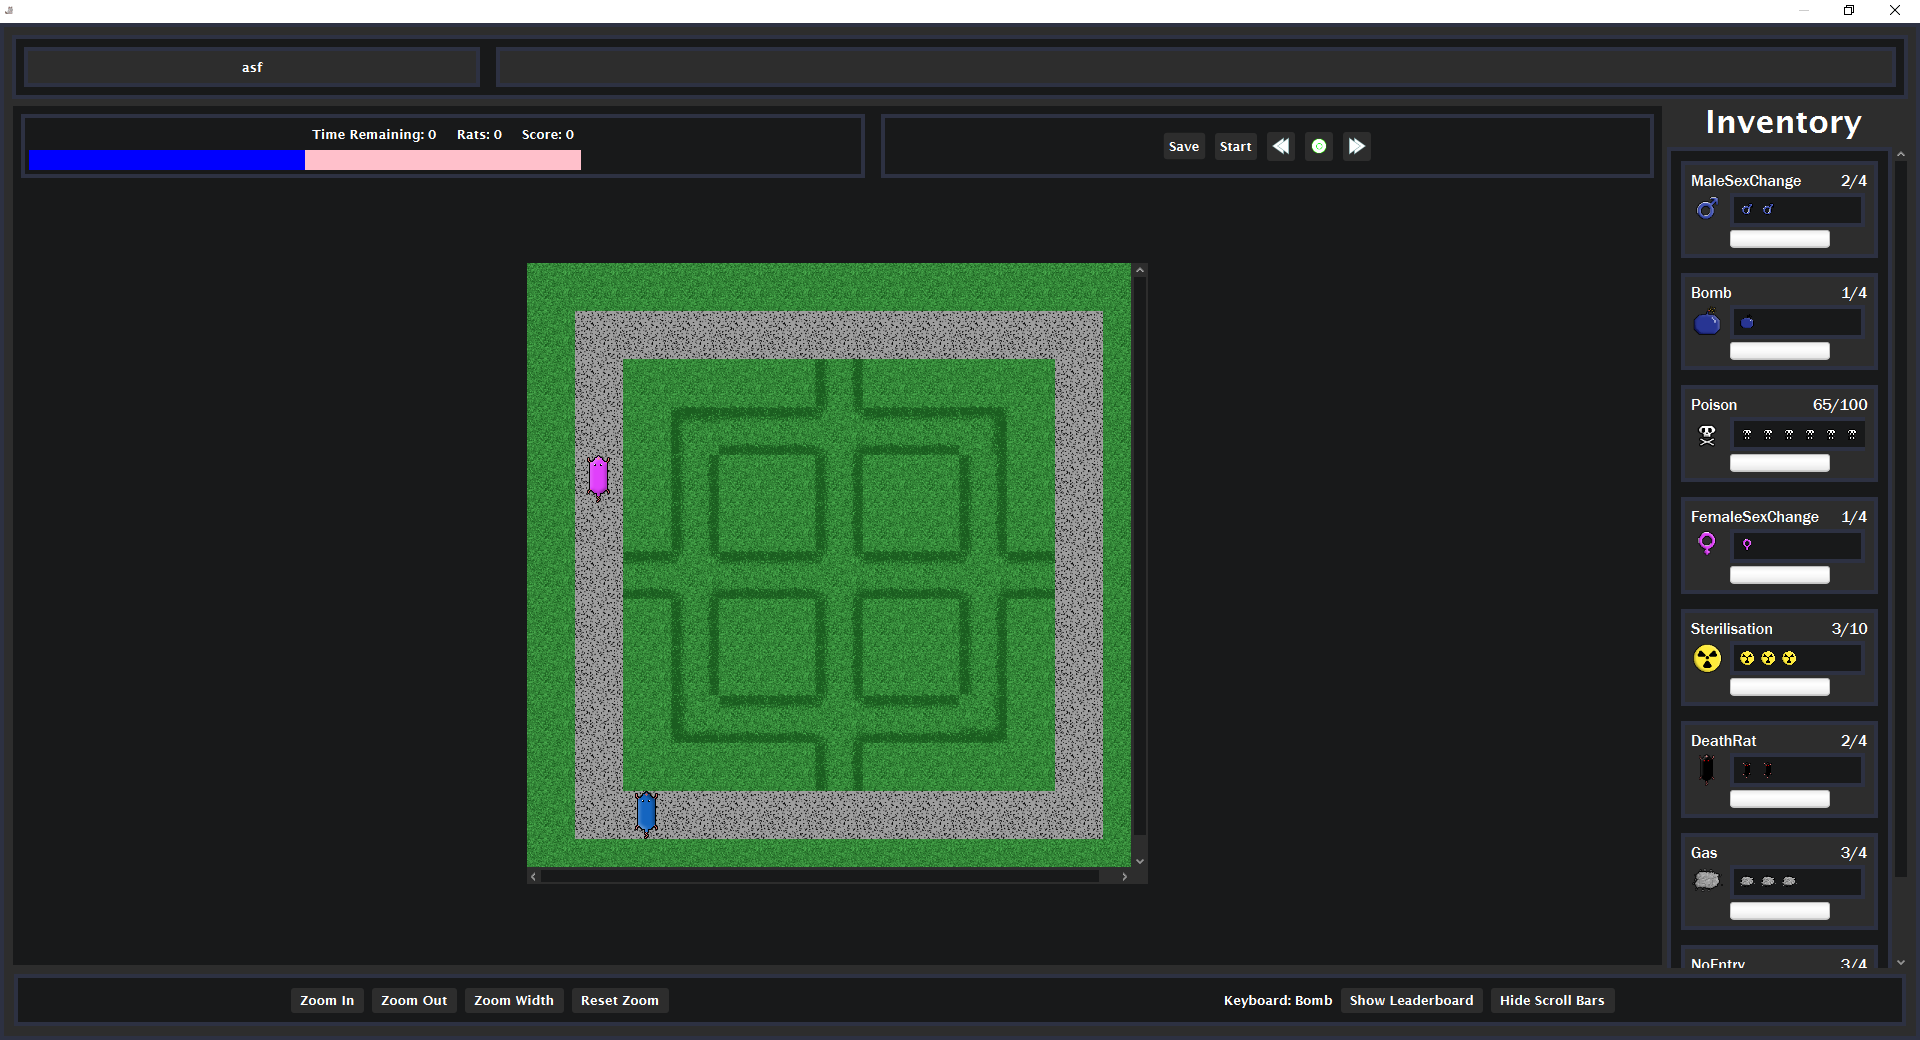 asf
Time Remaining: 0 Rats: 0 Score: 0
Save Start
Inventory
MaleSexChange 2/4
Bomb 1/4
Poison 65/100
FemaleSexChange 1/4
Sterilisation 3/10
DeathRat 2/4
Gas 3/4
NoEntry 3/4
Zoom In Zoom Out Zoom Width Reset Zoom
Keyboard: Bomb Show Leaderboard Hide Scroll Bars